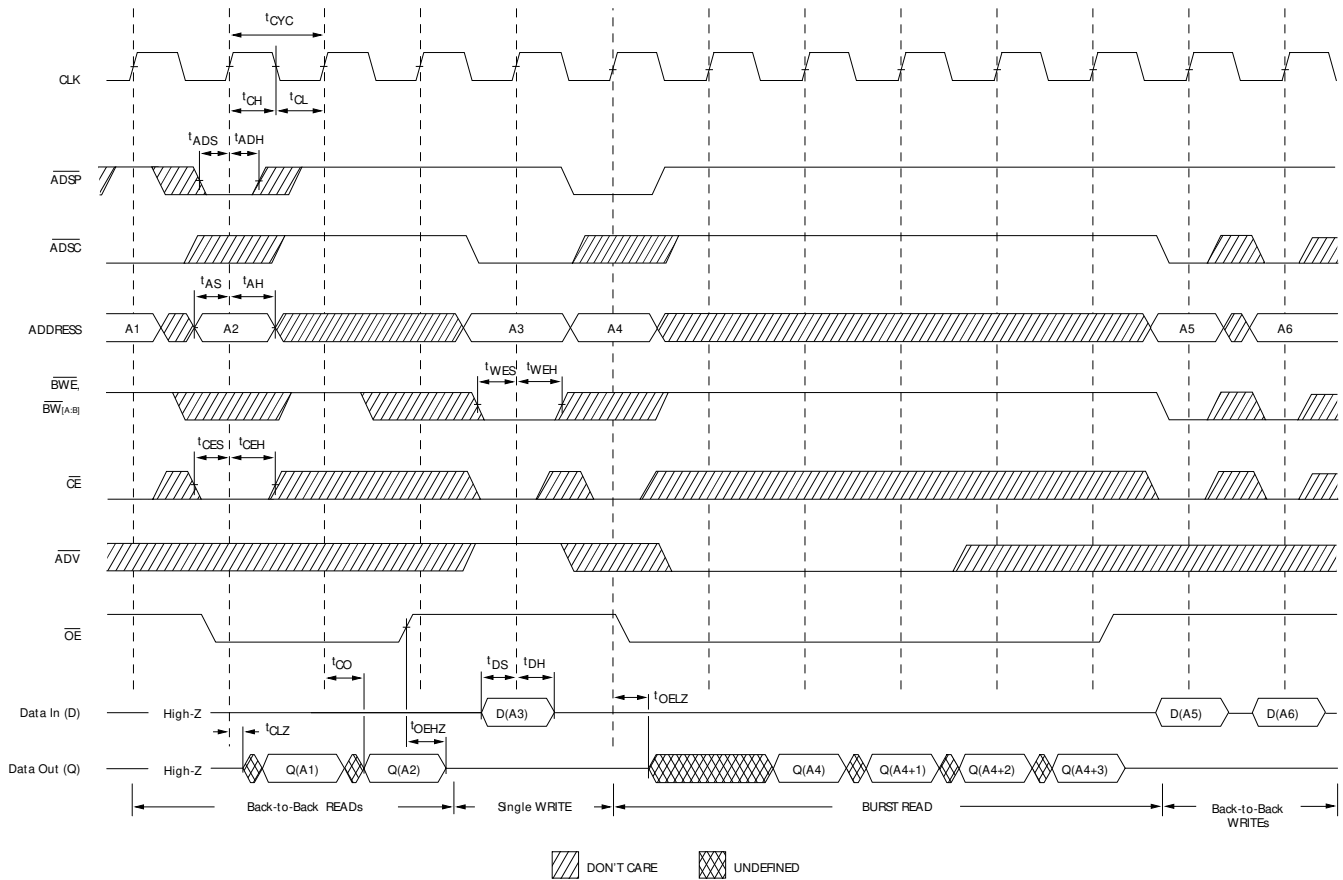 tCYC
CLK
tCH
tCL
tADS
tADH
ADSP
ADSC
tAS
tAH
ADDRESS
A1
A2
A3
A4
A5
A6
BWE,
BW[A:B]
tWES
tWEH
tCES
tCEH
CE
ADV
OE
tCO
tDS
tDH
tOELZ
Data In (D)
High-Z
D(A3)
D(A5)
D(A6)
tCLZ
tOEHZ
Data Out (Q)
High-Z
Q(A1)
Q(A2)
Q(A4)
Q(A4+1)
Q(A4+2)
Q(A4+3)
Back-to-Back READs
Single WRITE
BURST READ
Back-to-Back
WRITEs
DON'T CARE
UNDEFINED